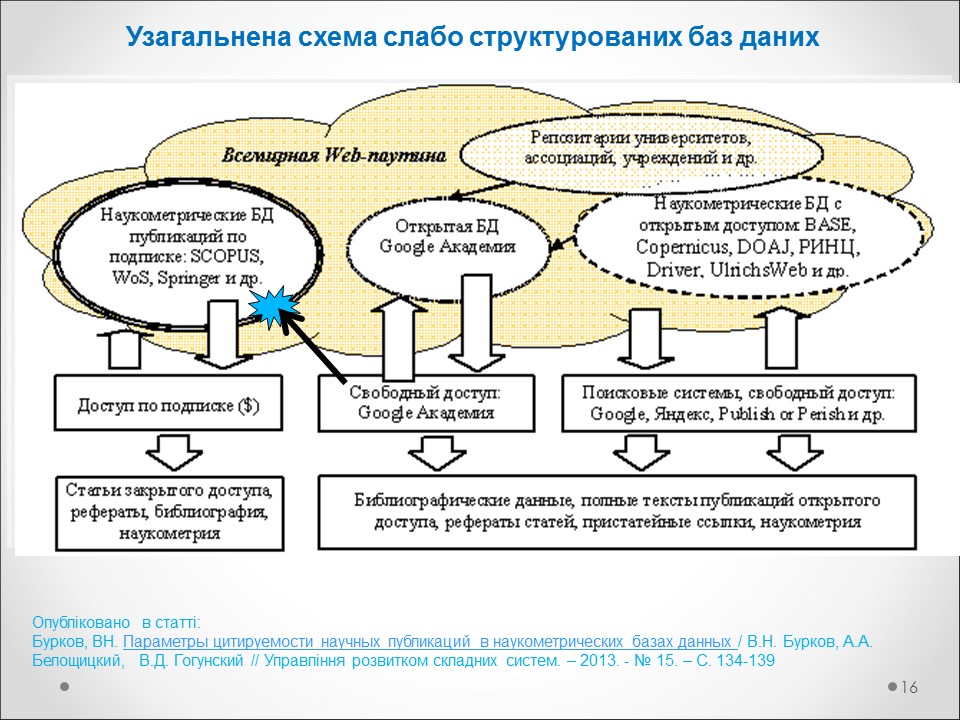 Узагальнена схема слабо структурованих баз даних
Всемирная Web-паутина
Репозитарии университетов,
ассоциаций, учреждений и др.
Наукометрические БД
публикаций по
подписке: SCOPUS,
WoS, Springer и др.
Открытая БД
Google Академия
Наукометрические БД с
открытым доступом: BASE,
Copernicus, DOAJ, РИНЦ,
Driver, UlrichsWeb и др.
Доступ по подписке ($)
Свободный доступ:
Google Академия
Поисковые системы, свободный доступ:
Google, Яндекс, Publish or Perish и др.
Статьи закрытого доступа,
рефераты, библиография,
наукометрия
Библиографические данные, полные тексты публикаций открытого
доступа, рефераты статей, пристатейные ссылки, наукометрия
Опубліковано в статті:
Бурков, ВН. Параметры цитируемости научных публикаций в наукометрических базах данных / В.Н. Бурков, А.А.
Белощицкий, В.Д. Гогунский // Управління розвитком складних систем. – 2013. - № 15. – С. 134-139
16